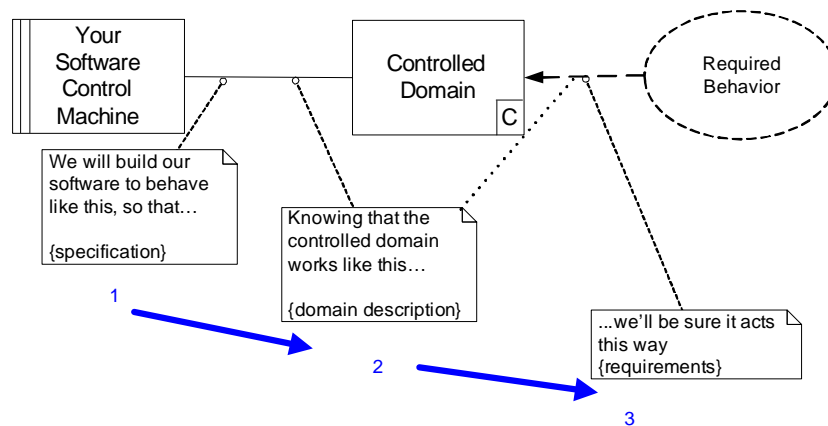 Your
Software
Control
Machine
Controlled
Domain
C
Required
Behavior
We will build our
software to behave
like this, so that…
{specification}
Knowing that the
controlled domain
works like this…
{domain description}
...we'll be sure it acts
this way
{requirements}
1
2
3